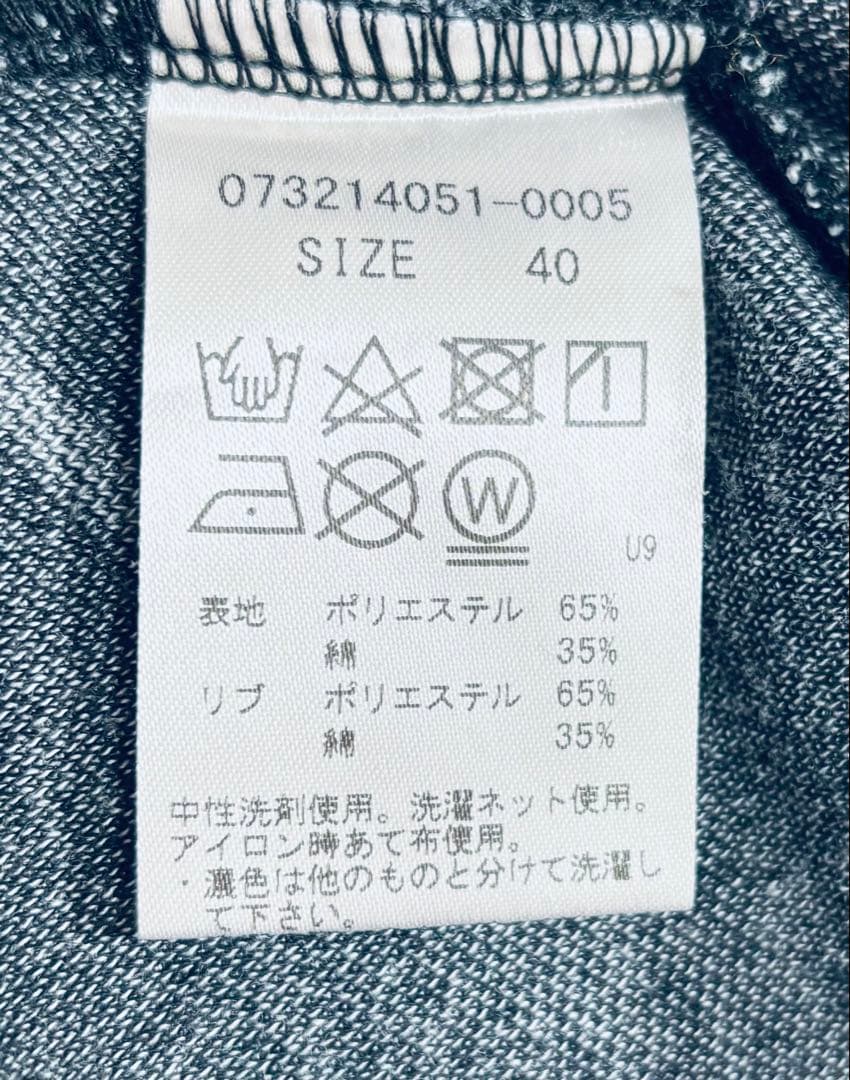 073214051-0005
SIZE 40
W
U9
表地 ポリエステル 65%
綿 35%
リブ ポリエステル 65%
綿 35%
中性洗剤使用。洗濯ネット使用。
アイロン時あて布使用。
・濃色は他のものと分けて洗濯し
て下さい。